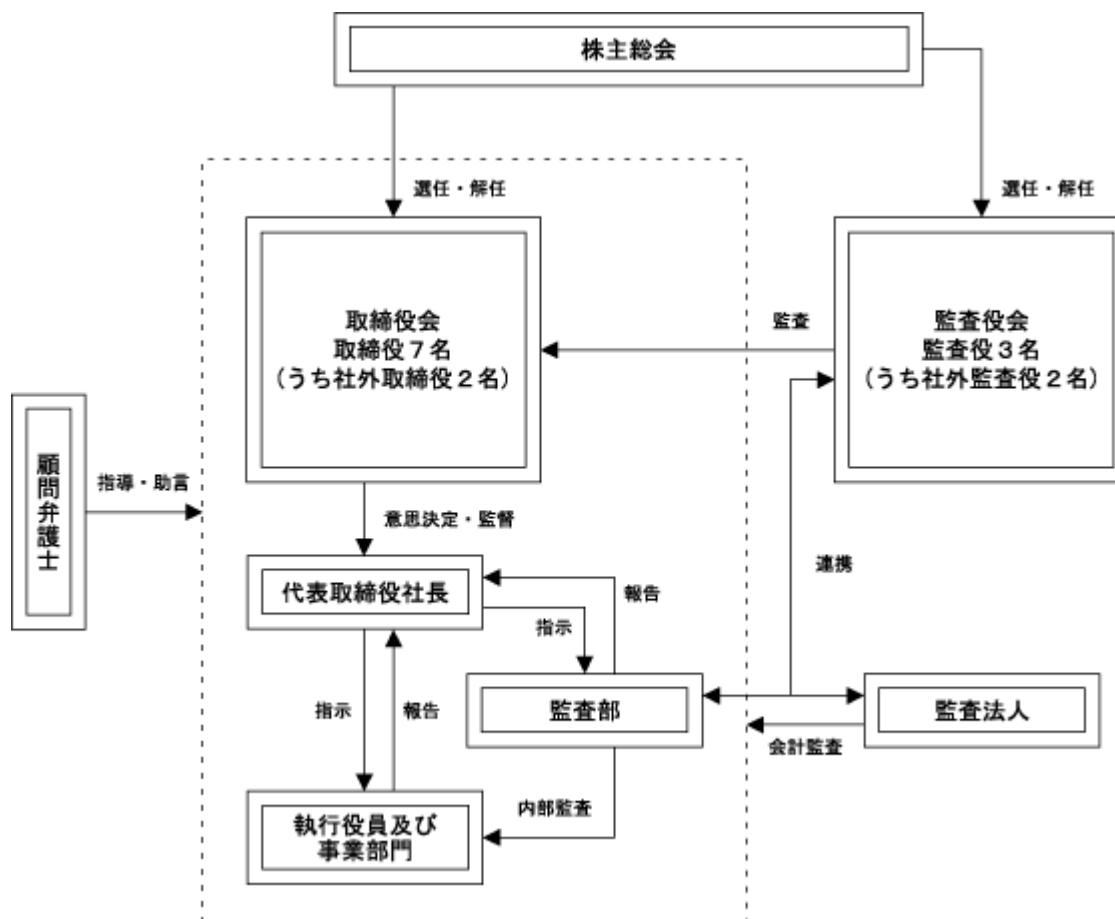 株主総会
選任・解任
選任・解任
取締役会
取締役７名
（うち社外取締役２名）
監査
監査役会
監査役３名
（うち社外監査役２名）
顧問弁護士
指導・助言
意思決定・監督
連携
代表取締役社長
報告
指示
監査部
監査法人
指示
報告
会計監査
内部監査
執行役員及び
事業部門